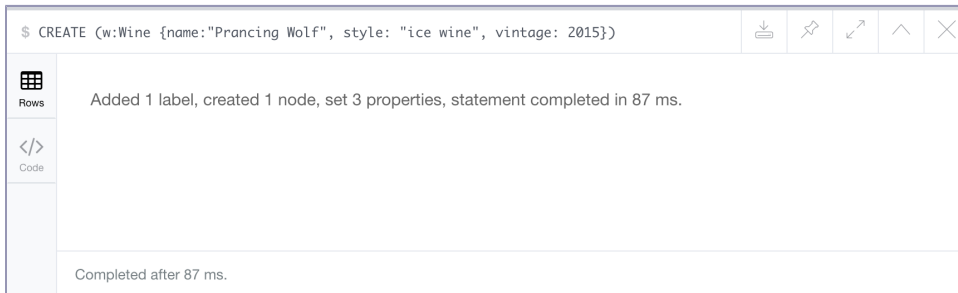 $ CREATE (w:Wine {name:"Prancing Wolf", style: "ice wine", vintage: 2015})
Rows
Added 1 label, created 1 node, set 3 properties, statement completed in 87 ms.
</>
Code
Completed after 87 ms.